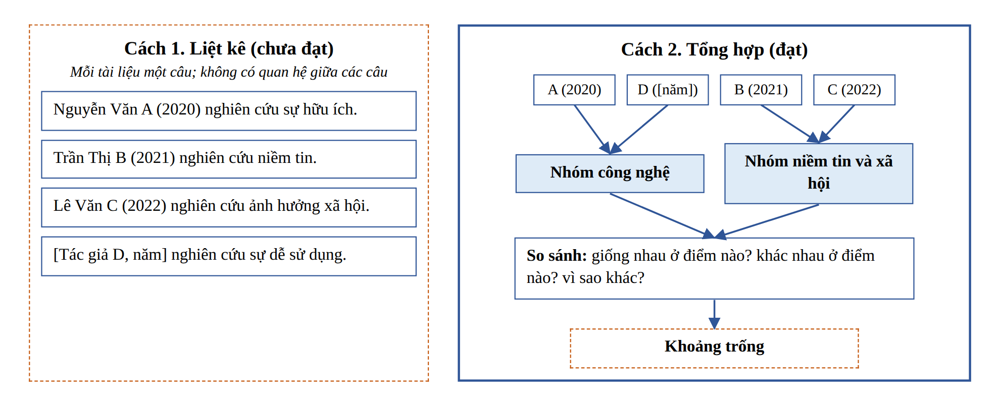 Cách 1. Liệt kê (chưa đạt)
Mỗi tài liệu một câu; không có quan hệ giữa các câu
Nguyễn Văn A (2020) nghiên cứu sự hữu ích.
Trần Thị B (2021) nghiên cứu niềm tin.
Lê Văn C (2022) nghiên cứu ảnh hưởng xã hội.
[Tác giả D, năm] nghiên cứu sự dễ sử dụng.
Cách 2. Tổng hợp (đạt)
A (2020)
D ([năm])
B (2021)
C (2022)
Nhóm công nghệ
Nhóm niềm tin và xã
hội
So sánh: giống nhau ở điểm nào? khác nhau ở điểm
nào? vì sao khác?
Khoảng trống